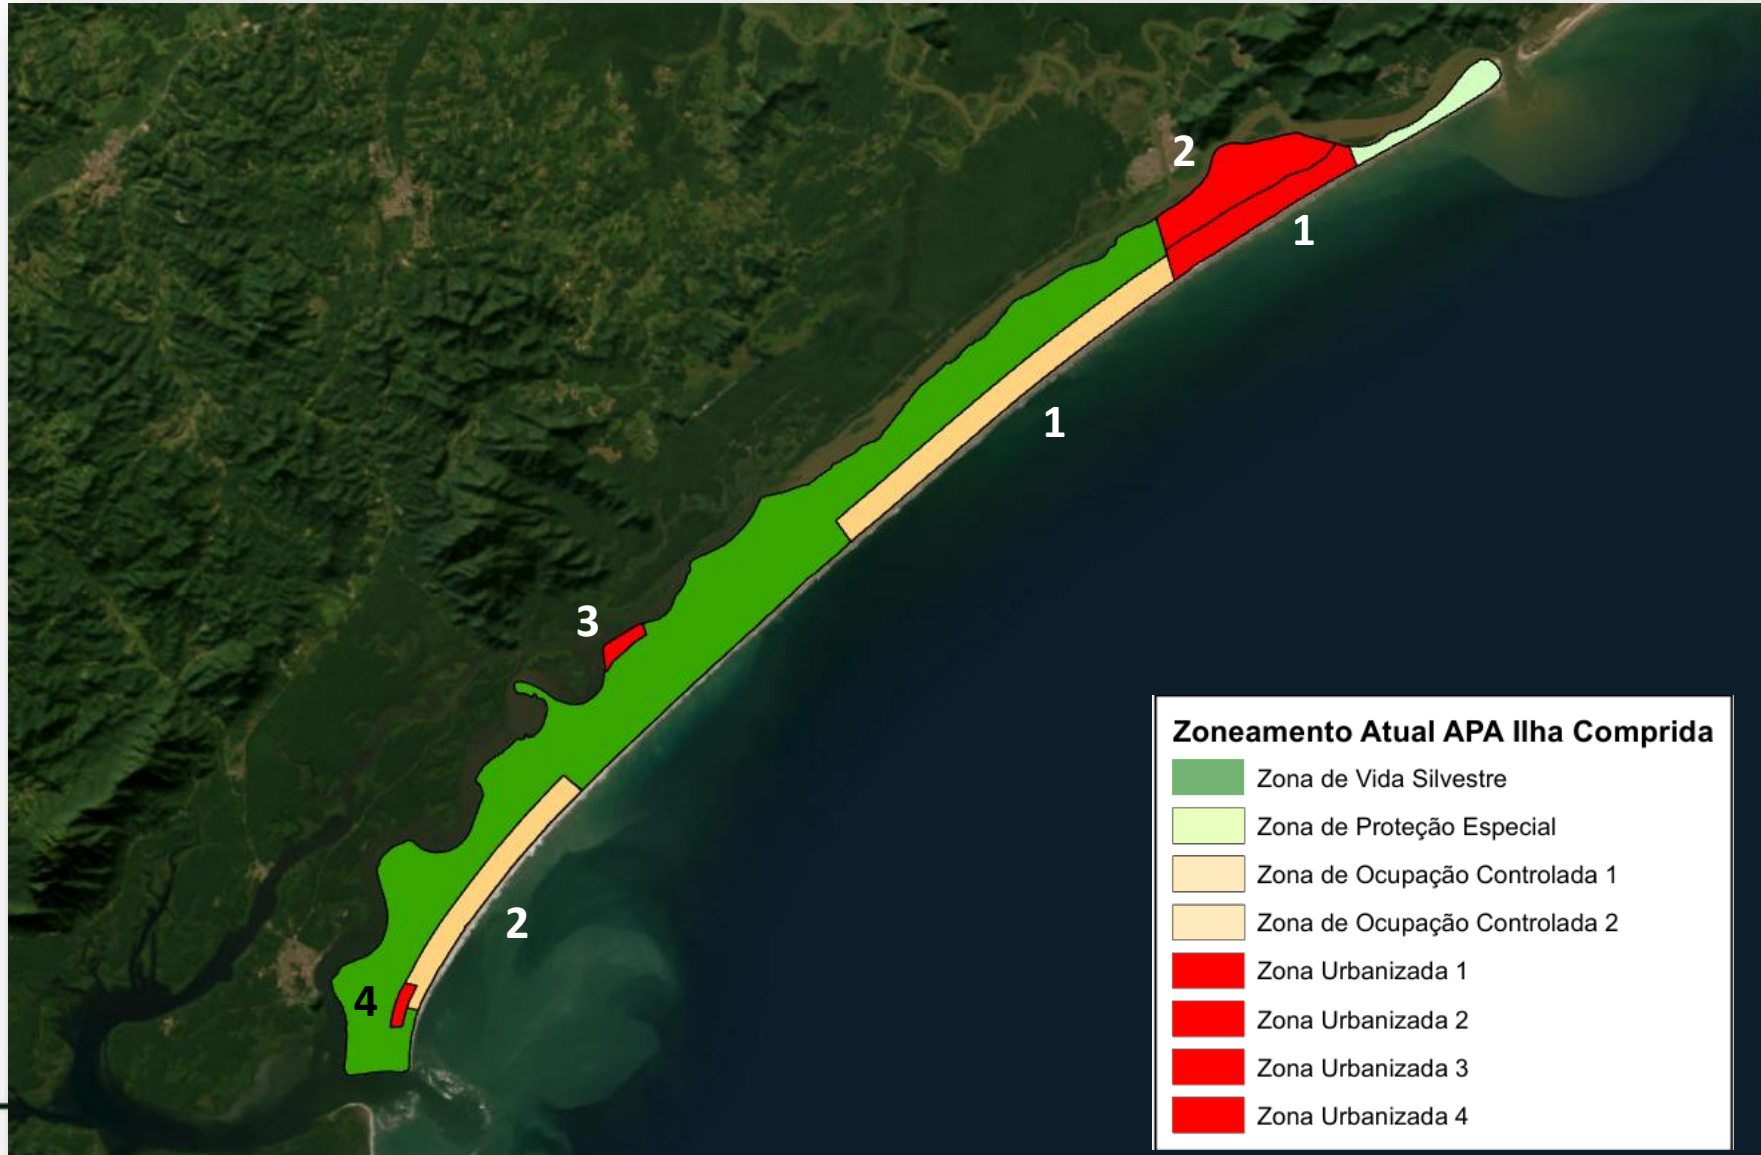 2
1
1
3
2
4
Zoneamento Atual APA Ilha Comprida
Zona de Vida Silvestre
Zona de Proteção Especial
Zona de Ocupação Controlada 1
Zona de Ocupação Controlada 2
Zona Urbanizada 1
Zona Urbanizada 2
Zona Urbanizada 3
Zona Urbanizada 4